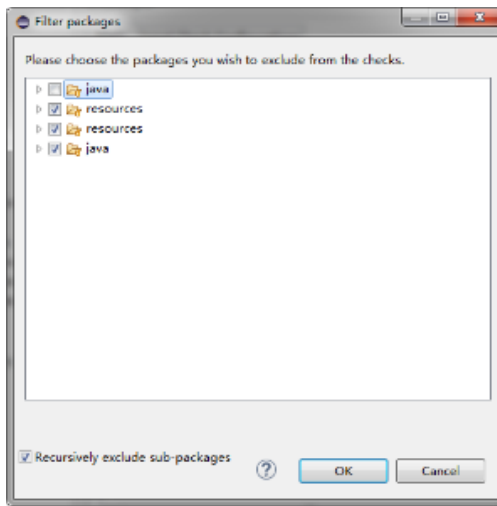 Filter packages
Please choose the packages you wish to exclude from the checks.
java
resources
resources
java
Recursively exclude sub-packages
?
OK
Cancel